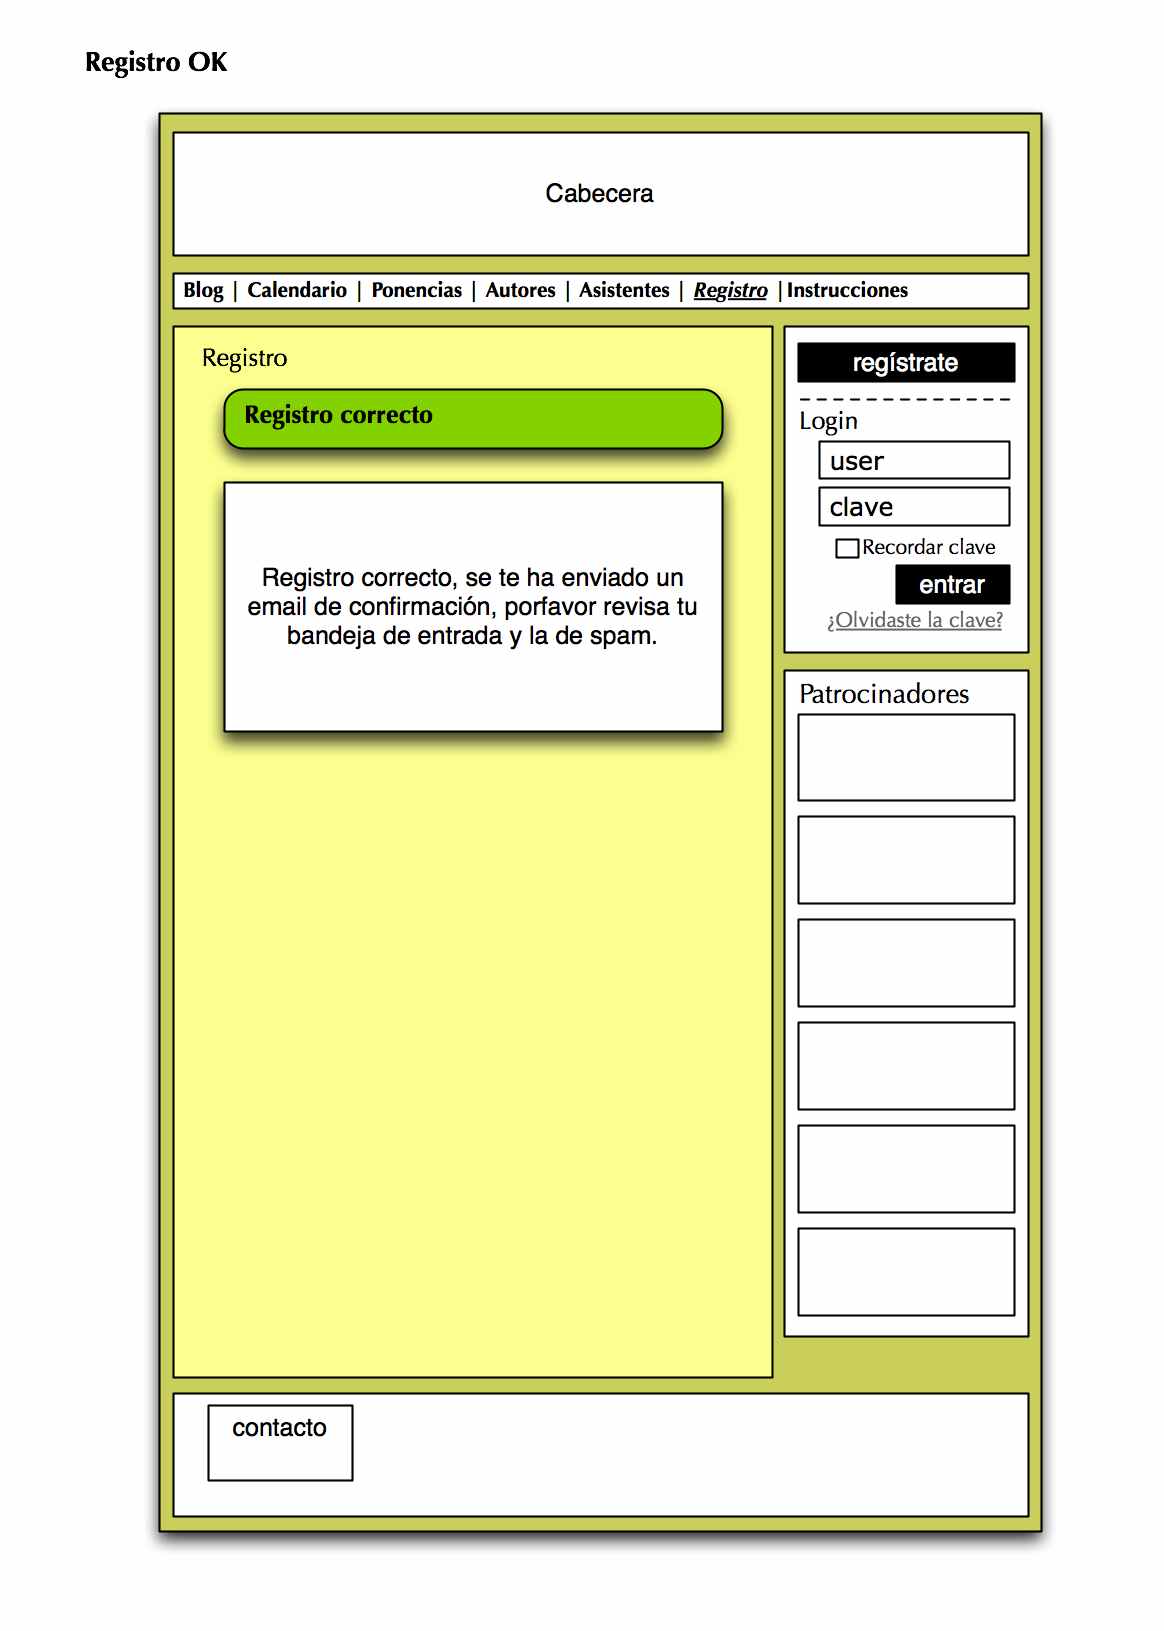 Registro OK
Cabecera
Blog | Calendario | Ponencias | Autores | Asistentes | Registro | Instrucciones
Registro
Registro correcto
Registro correcto, se te ha enviado un
email de confirmación, porfavor revisa tu
bandeja de entrada y la de spam.
regístrate
Login
user
clave
Recordar clave
entrar
¿Olvidaste la clave?
Patrocinadores
contacto